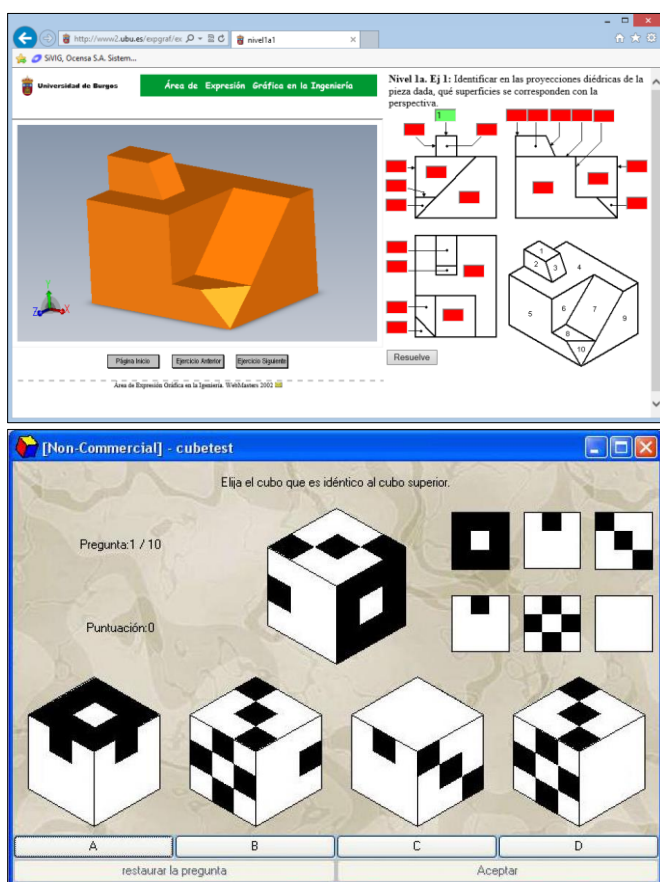 http://www2.ubu.es/expgraf/ex
nivel1a1
SiVIG, Ocensa S.A. Sistem...
Universidad de Burgos
Área de Expresión Gráfica en la Ingeniería
Nivel 1a. Ej 1: Identificar en las proyecciones diédricas de la
pieza dada, qué superficies se corresponden con la
perspectiva.
1
Y
Z
X
1
2
3
4
5
6
7
8
9
10
Página Inicio
Ejercicio Anterior
Ejercicio Siguiente
Resuelve
Área de Expresión Gráfica en la Igeniería. WebMasters 2002
[Non-Commercial] - cubetest
Elija el cubo que es idéntico al cubo superior.
Pregunta:1 / 10
Puntuación:0
A
B
C
D
restaurar la pregunta
Aceptar